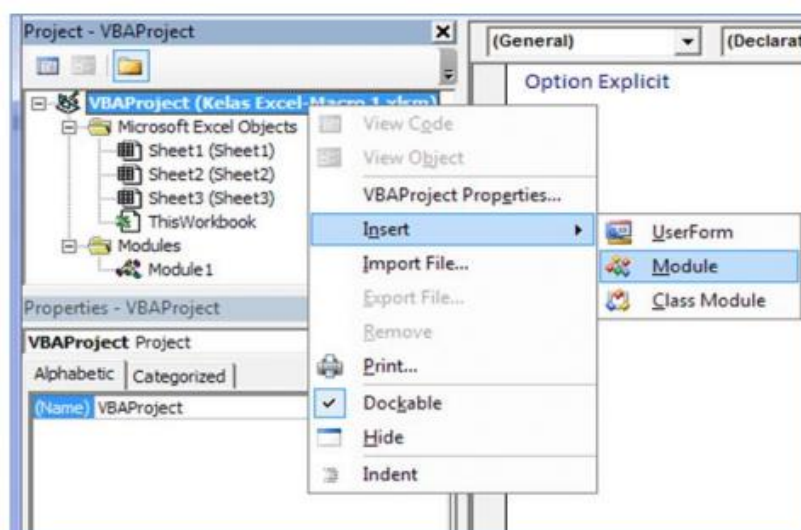 Project - VBAProject
(General)
(Declarat
Option Explicit
VBAProject (Kelas Excel-Macro 1.xlsm)
Microsoft Excel Objects
Sheet1 (Sheet1)
Sheet2 (Sheet2)
Sheet3 (Sheet3)
ThisWorkbook
Modules
Module1
View Code
View Object
VBAProject Properties...
Insert
Import File...
Export File...
Remove
Print...
Dockable
Hide
Indent
UserForm
Module
Class Module
Properties - VBAProject
VBAProject Project
Alphabetic
Categorized
(Name) VBAProject